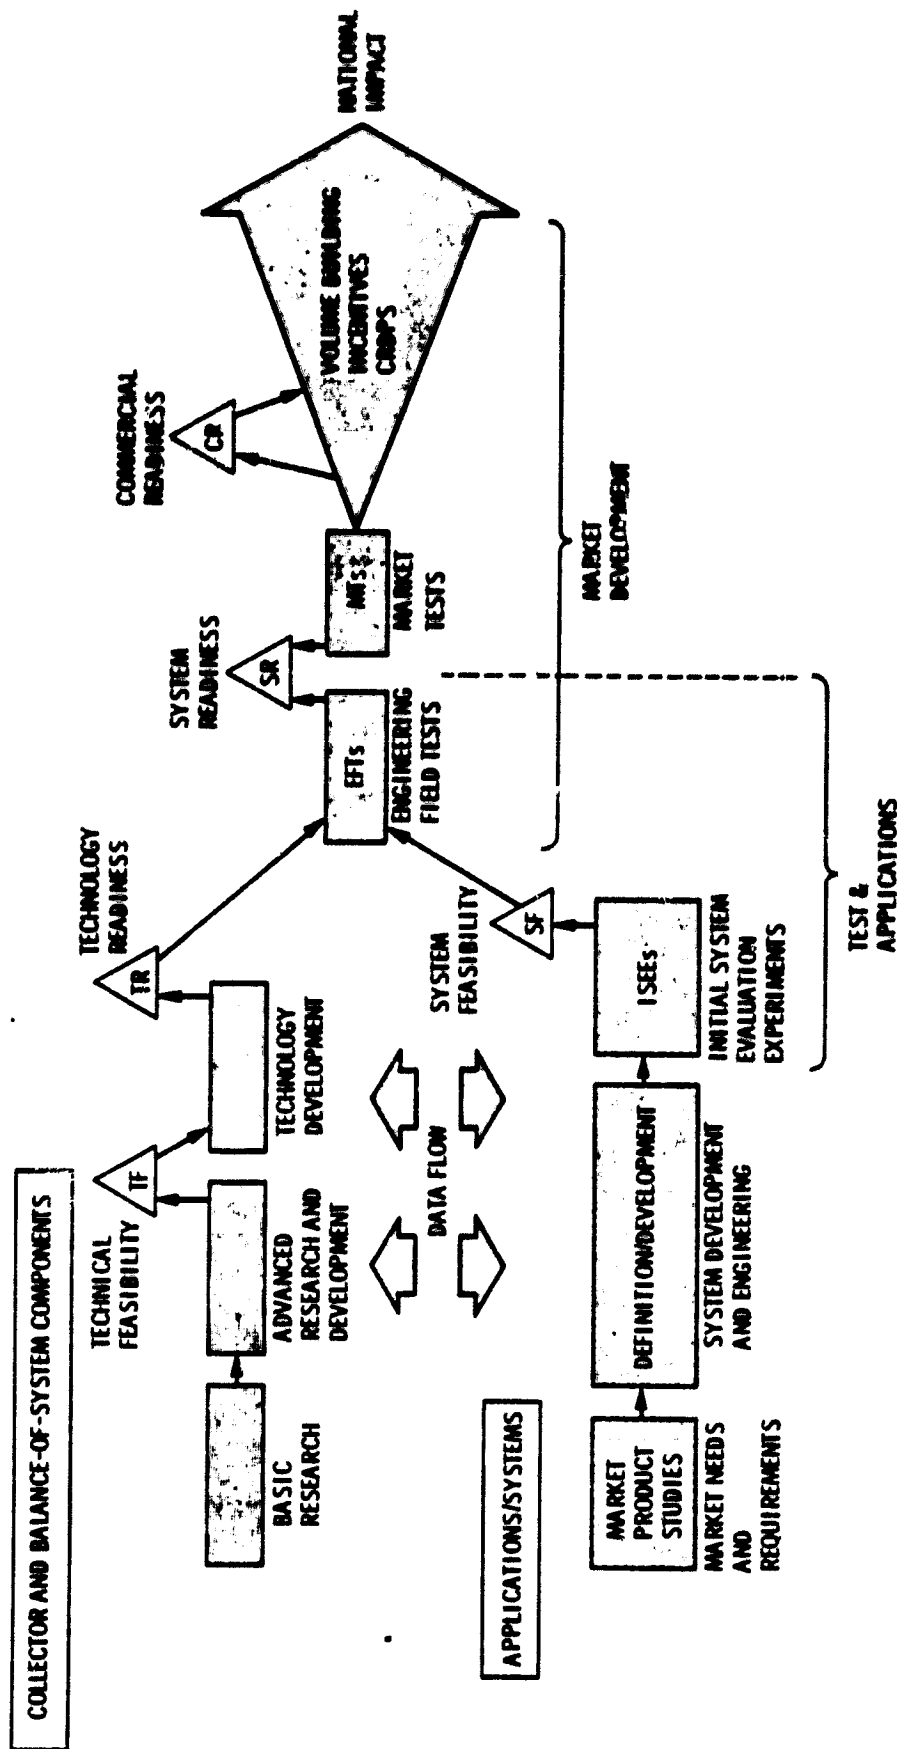 COLLECTOR AND BALANCE-OF-SYSTEM COMPONENTS
TECHNICAL
FEASIBILITY
TF
TECHNOLOGY
READINESS
TR
BASIC
RESEARCH
ADVANCED
RESEARCH AND
DEVELOPMENT
TECHNOLOGY
DEVELOPMENT
SYSTEM
READINESS
SR
COMMERCIAL
READINESS
CR
EFTs
ENGINEERING
FIELD TESTS
MTs
MARKET
TESTS
VOLUME BUILDING
INCENTIVES
CROPS
NATIONAL
IMPACT
DATA FLOW
APPLICATIONS/SYSTEMS
SYSTEM
FEASIBILITY
SF
MARKET
PRODUCT
STUDIES
MARKET NEEDS
AND
REQUIREMENTS
DEFINITION/DEVELOPMENT
SYSTEM DEVELOPMENT
AND ENGINEERING
ISEEs
INITIAL SYSTEM
EVALUATION
EXPERIMENTS
MARKET
DEVELOPMENT
TEST &
APPLICATIONS